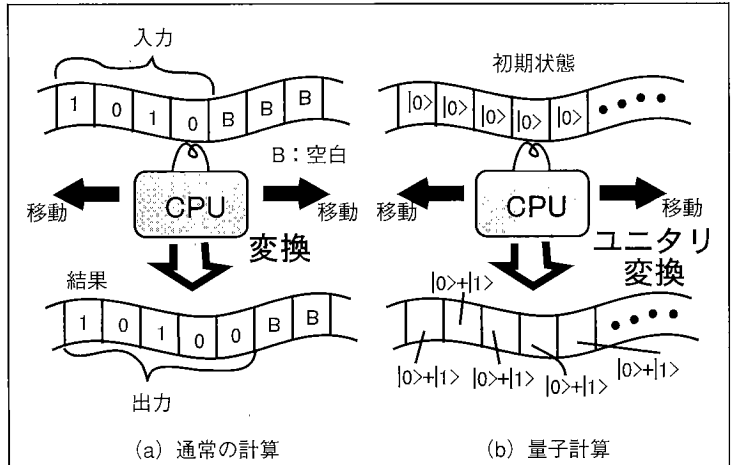 入力
1 0 1 0 B B B
B：空白
移動
CPU
移動
変換
結果
1 0 1 0 0 B B
出力
(a) 通常の計算
初期状態
|0> |0> |0> |0> |0> ••••
移動
CPU
移動
ユニタリ
変換
|0>+|1>
••••
|0>+|1> |0>+|1> |0>+|1> |0>+|1>
(b) 量子計算